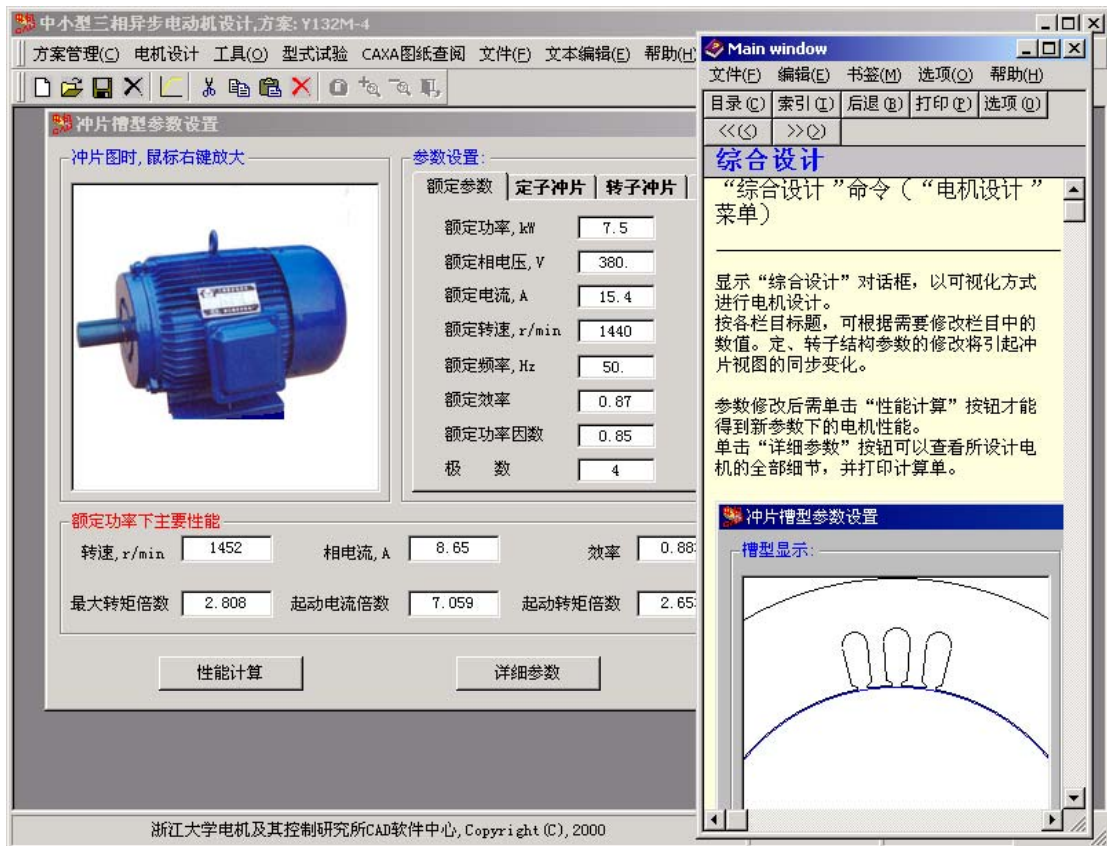 中小型三相异步电动机设计,方案:Y132M-4
方案管理(C) 电机设计 工具(O) 型式试验 CAXA图纸查阅 文件(F) 文本编辑(E) 帮助(H)
冲片槽型参数设置
冲片图时,鼠标右键放大
参数设置:
额定参数 定子冲片 转子冲片
额定功率,kW 7.5
额定相电压,V 380.
额定电流,A 15.4
额定转速,r/min 1440
额定频率,Hz 50.
额定效率 0.87
额定功率因数 0.85
极 数 4
额定功率下主要性能
转速,r/min 1452 相电流,A 8.65 效率 0.88
最大转矩倍数 2.808 起动电流倍数 7.059 起动转矩倍数 2.65
性能计算 详细参数
浙江大学电机及其控制研究所CAD软件中心,Copyright(C),2000
Main window
文件(F) 编辑(E) 书签(M) 选项(O) 帮助(H)
目录(C) 索引(I) 后退(B) 打印(P) 选项(O)
<<(<) >>(>)
综合设计
“综合设计”命令(“电机设计”
菜单)
显示“综合设计”对话框,以可视化方式
进行电机设计。
按各栏目标题,可根据需要修改栏目中的
数值。定、转子结构参数的修改将引起冲
片视图的同步变化。
参数修改后需单击“性能计算”按钮才能
得到新参数下的电机性能。
单击“详细参数”按钮可以查看所设计电
机的全部细节,并打印计算单。
冲片槽型参数设置
槽型显示: